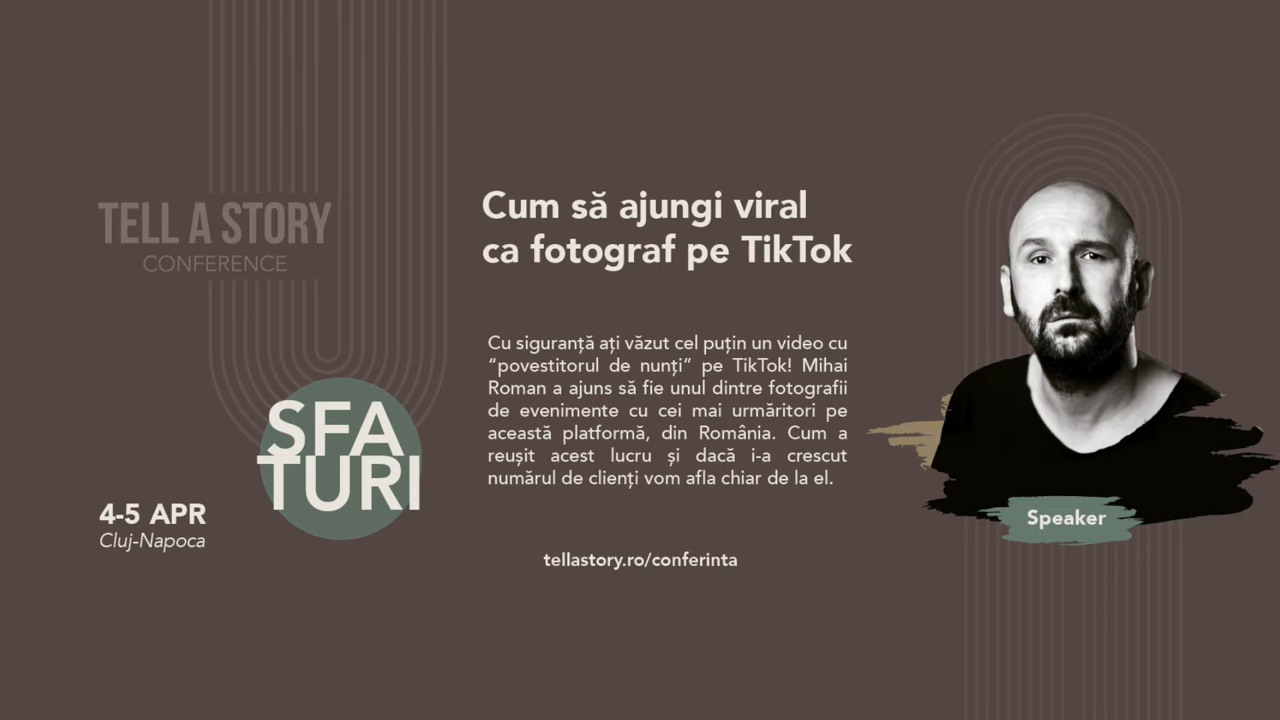 TELL A STORY
CONFERENCE
SFA
TURI
4-5 APR
Cluj-Napoca
Cum să ajungi viral
ca fotograf pe TikTok
Cu siguranță ați văzut cel puțin un video cu
“povestitorul de nunți” pe TikTok! Mihai
Roman a ajuns să fie unul dintre fotografii
de evenimente cu cei mai urmăritori pe
această platformă, din România. Cum a
reușit acest lucru și dacă i-a crescut
numărul de clienți vom afla chiar de la el.
tellastory.ro/conferinta
Speaker